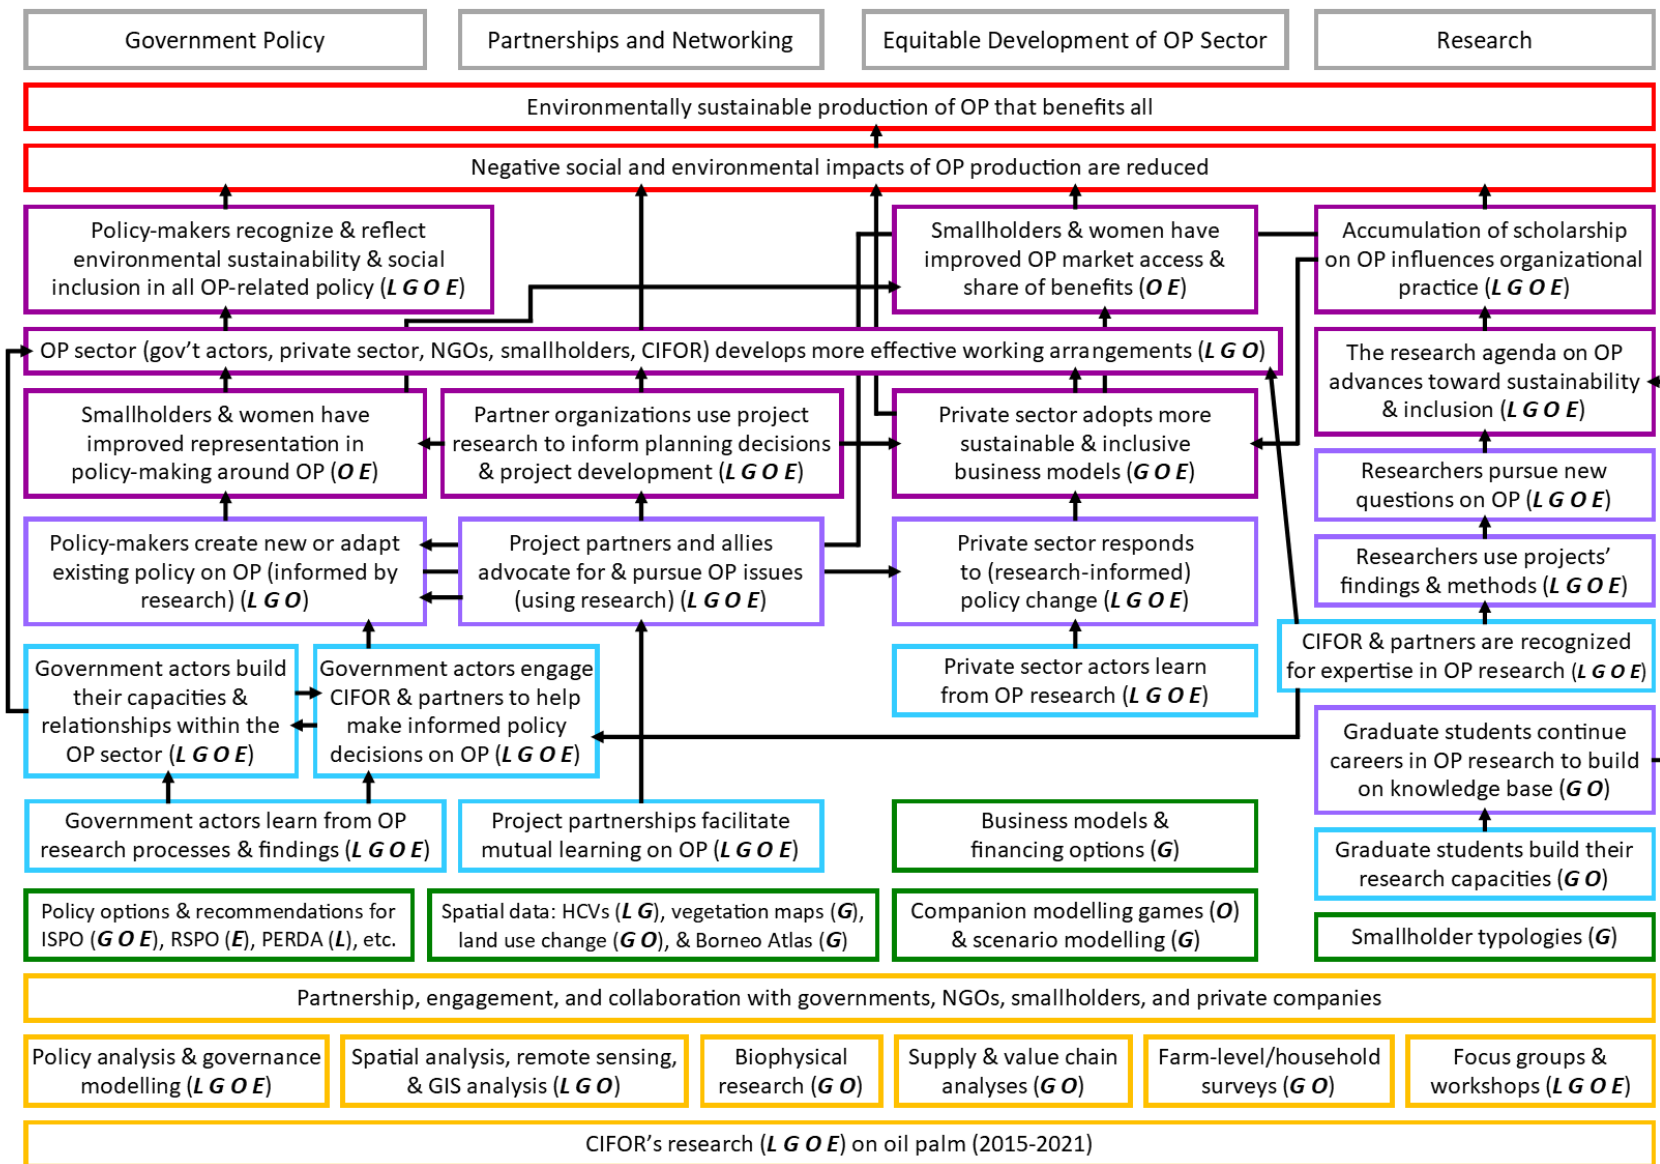 Government Policy
Partnerships and Networking
Equitable Development of OP Sector
Research
Environmentally sustainable production of OP that benefits all
Negative social and environmental impacts of OP production are reduced
Policy-makers recognize & reflect
environmental sustainability & social
inclusion in all OP-related policy (L G O E)
Smallholders & women have
improved OP market access &
share of benefits (O E)
Accumulation of scholarship
on OP influences organizational
practice (L G O E)
OP sector (gov't actors, private sector, NGOs, smallholders, CIFOR) develops more effective working arrangements (L G O)
The research agenda on OP
advances toward sustainability
& inclusion (L G O E)
Smallholders & women have
improved representation in
policy-making around OP (O E)
Partner organizations use project
research to inform planning decisions
& project development (L G O E)
Private sector adopts more
sustainable & inclusive
business models (G O E)
Researchers pursue new
questions on OP (L G O E)
Policy-makers create new or adapt
existing policy on OP (informed by
research) (L G O)
Project partners and allies
advocate for & pursue OP issues
(using research) (L G O E)
Private sector responds
to (research-informed)
policy change (L G O E)
Researchers use projects'
findings & methods (L G O E)
CIFOR & partners are recognized
for expertise in OP research (L G O E)
Government actors build
their capacities &
relationships within the
OP sector (L G O E)
Government actors engage
CIFOR & partners to help
make informed policy
decisions on OP (L G O E)
Private sector actors learn
from OP research (L G O E)
Graduate students continue
careers in OP research to build
on knowledge base (G O)
Government actors learn from OP
research processes & findings (L G O E)
Project partnerships facilitate
mutual learning on OP (L G O E)
Business models &
financing options (G)
Graduate students build their
research capacities (G O)
Policy options & recommendations for
ISPO (G O E), RSPO (E), PERDA (L), etc.
Spatial data: HCVs (L G), vegetation maps (G),
land use change (G O), & Borneo Atlas (G)
Companion modelling games (O)
& scenario modelling (G)
Smallholder typologies (G)
Partnership, engagement, and collaboration with governments, NGOs, smallholders, and private companies
Policy analysis & governance
modelling (L G O E)
Spatial analysis, remote sensing,
& GIS analysis (L G O)
Biophysical
research (G O)
Supply & value chain
analyses (G O)
Farm-level/household
surveys (G O)
Focus groups &
workshops (L G O E)
CIFOR's research (L G O E) on oil palm (2015-2021)